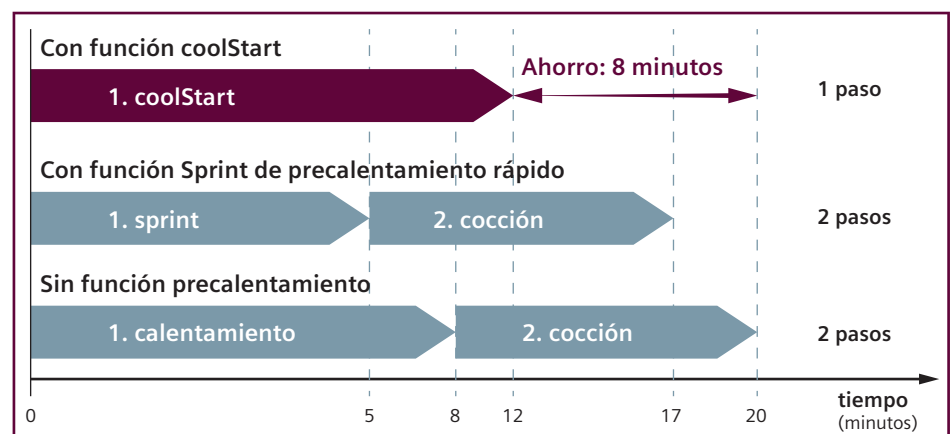 Con función coolStart
1. coolStart
Ahorro: 8 minutos
1 paso
Con función Sprint de precalentamiento rápido
1. sprint
2. cocción
2 pasos
Sin función precalentamiento
1. calentamiento
2. cocción
2 pasos
0 5 8 12 17 20
tiempo
(minutos)